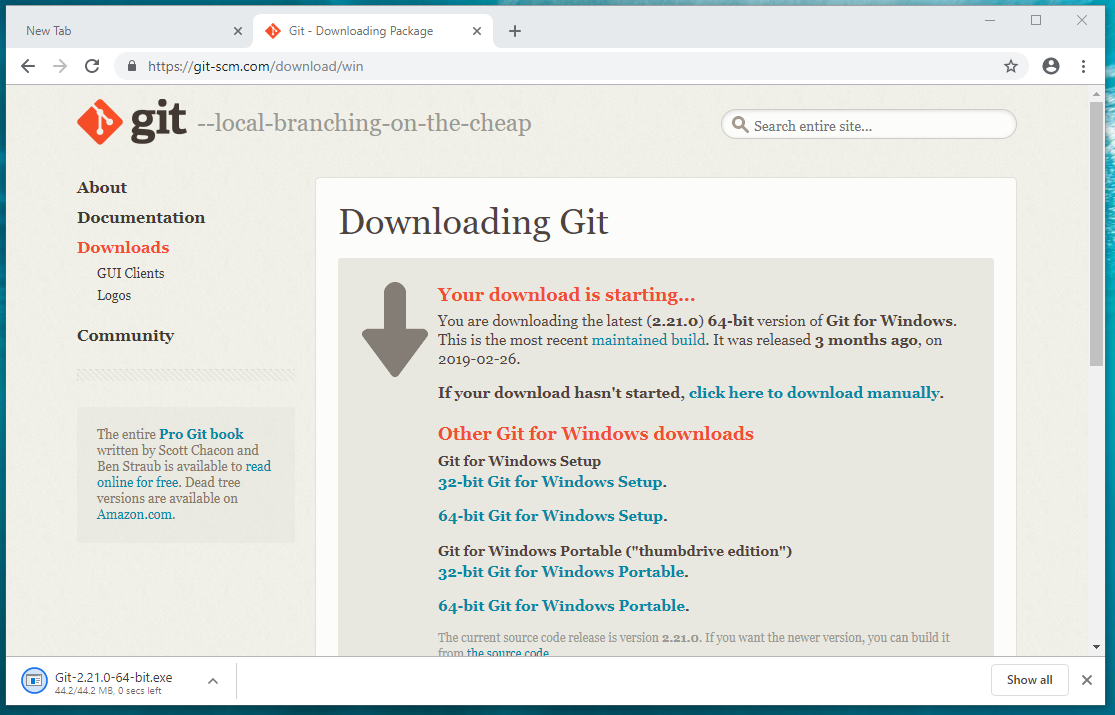 New Tab
Git - Downloading Package
https://git-scm.com/download/win
git --local-branching-on-the-cheap
Search entire site...
About
Documentation
Downloads
GUI Clients
Logos
Community
The entire Pro Git book
written by Scott Chacon and
Ben Straub is available to read
online for free. Dead tree
versions are available on
Amazon.com.
Downloading Git
Your download is starting...
You are downloading the latest (2.21.0) 64-bit version of Git for Windows.
This is the most recent maintained build. It was released 3 months ago, on
2019-02-26.
If your download hasn't started, click here to download manually.
Other Git for Windows downloads
Git for Windows Setup
32-bit Git for Windows Setup.
64-bit Git for Windows Setup.
Git for Windows Portable ("thumbdrive edition")
32-bit Git for Windows Portable.
64-bit Git for Windows Portable.
The current source code release is version 2.21.0. If you want the newer version, you can build it
from the source code
Git-2.21.0-64-bit.exe
44.2/44.2 MB, 0 secs left
Show all